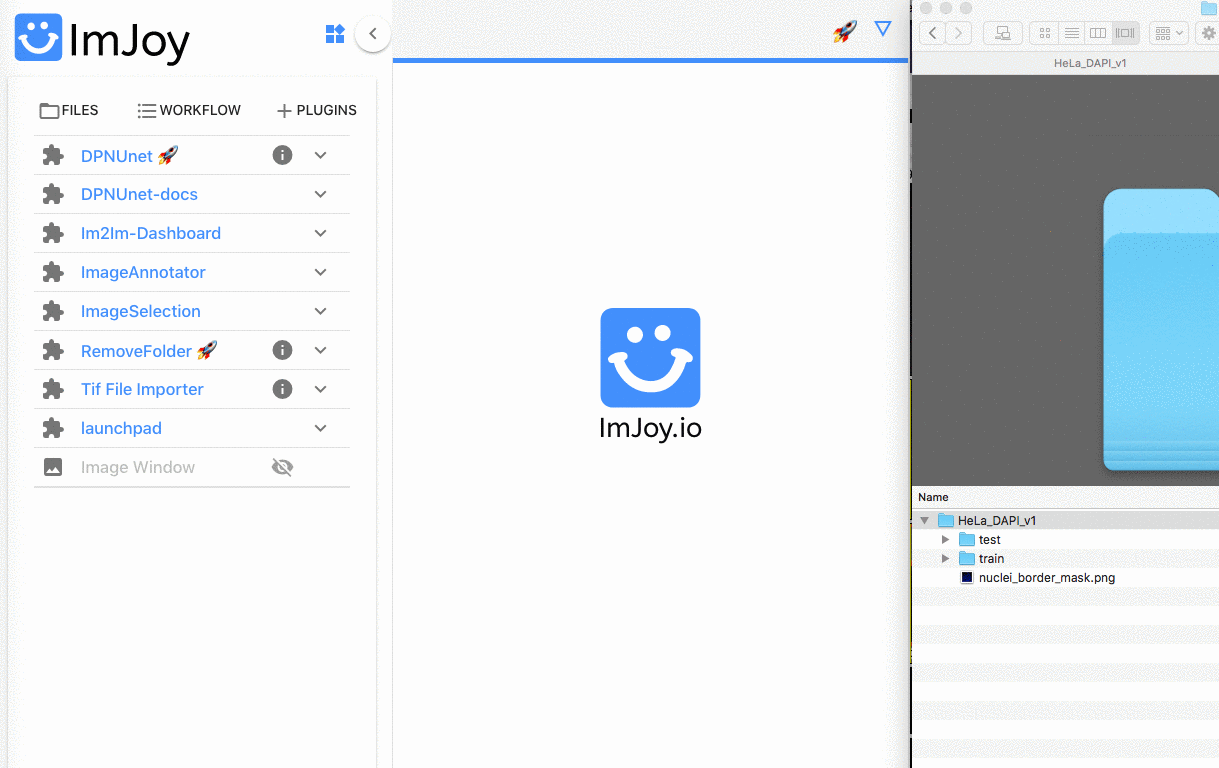 ImJoy
FILES
WORKFLOW
PLUGINS
DPNUnet 🚀
DPNUnet-docs
Im2Im-Dashboard
ImageAnnotator
ImageSelection
RemoveFolder 🚀
Tif File Importer
launchpad
Image Window
ImJoy.io
HeLa_DAPI_v1
Name
HeLa_DAPI_v1
test
train
nuclei_border_mask.png